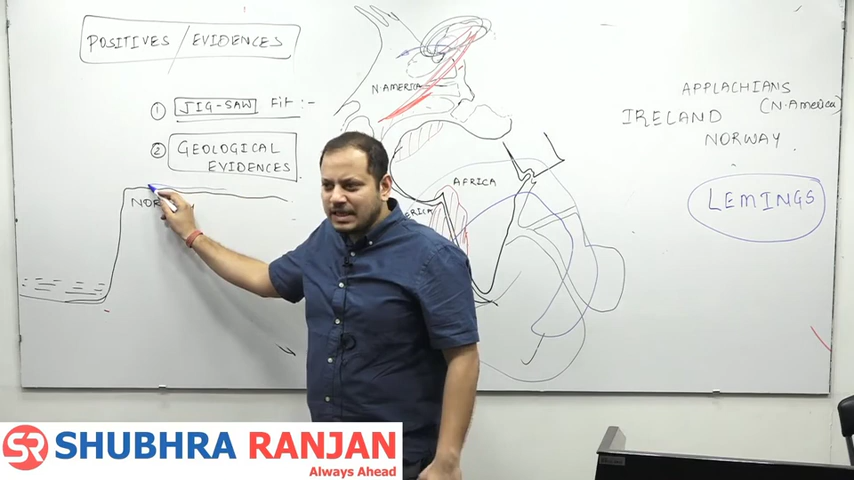 POSITIVES / EVIDENCES
① JIG-SAW Fit :-
② GEOLOGICAL
EVIDENCES
N.AMERICA
AFRICA
APPLACHIANS
(N.America)
IRELAND
NORWAY
LEMINGS
SR SHUBHRA RANJAN
Always Ahead